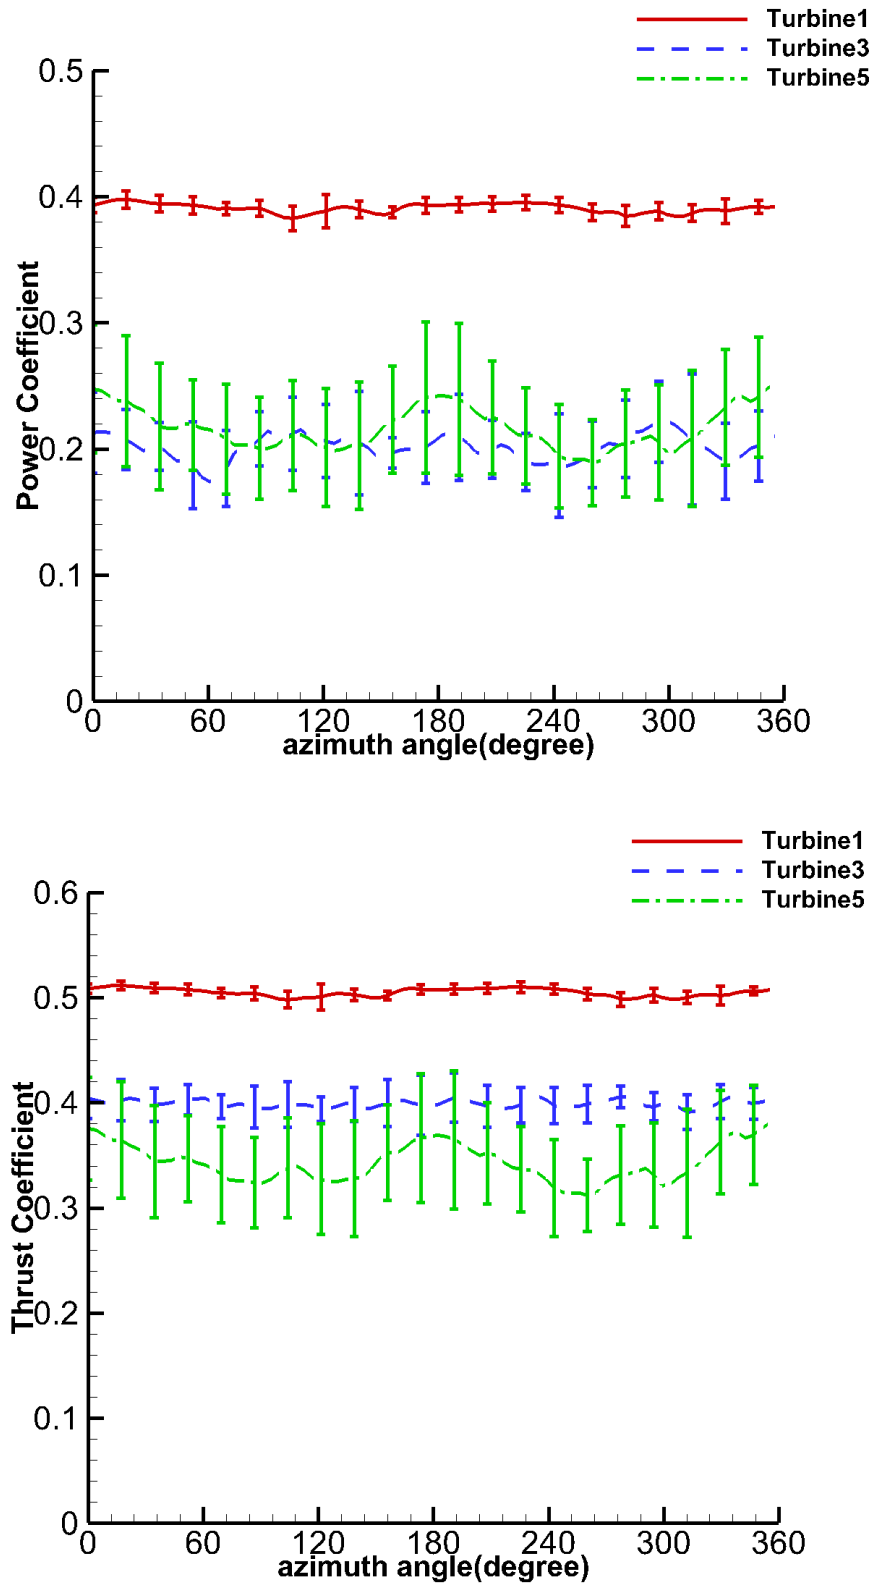 Turbine1
Turbine3
Turbine5
0.5
0.4
0.3
0.2
0.1
0
Power Coefficient
0 60 120 180 240 300 360
azimuth angle(degree)
Turbine1
Turbine3
Turbine5
0.6
0.5
0.4
0.3
0.2
0.1
0
Thrust Coefficient
0 60 120 180 240 300 360
azimuth angle(degree)